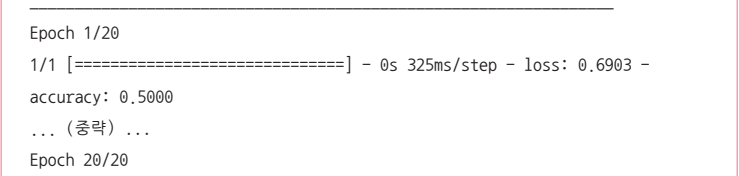 _________________________________________________________________
Epoch 1/20
1/1 [==============================] - 0s 325ms/step - loss: 0.6903 -
accuracy: 0.5000
... (중략) ...
Epoch 20/20